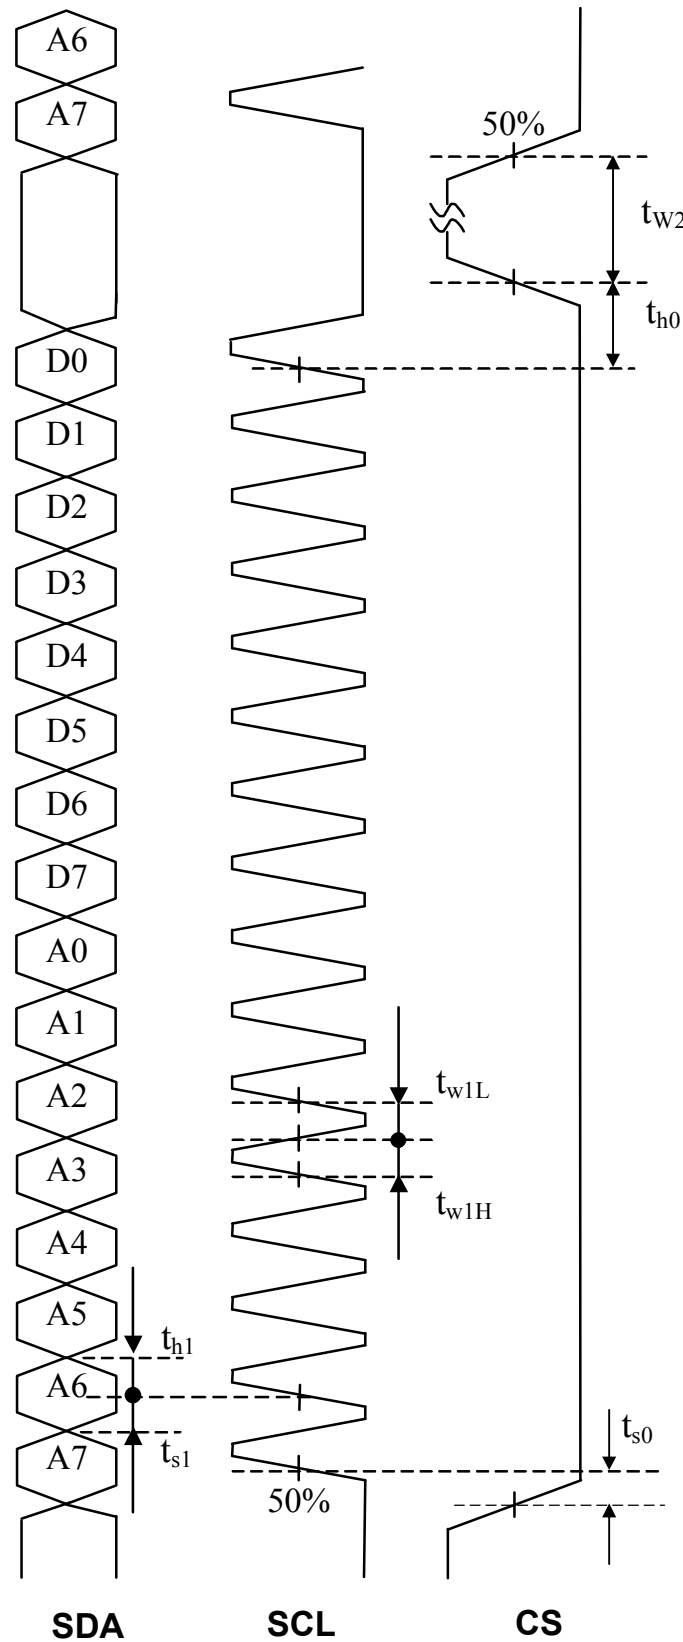 A6
A7
50%
tW2
th0
D0
D1
D2
D3
D4
D5
D6
D7
A0
A1
A2
tw1L
A3
tw1H
A4
A5
th1
A6
ts0
ts1
A7
50%
SDA SCL CS